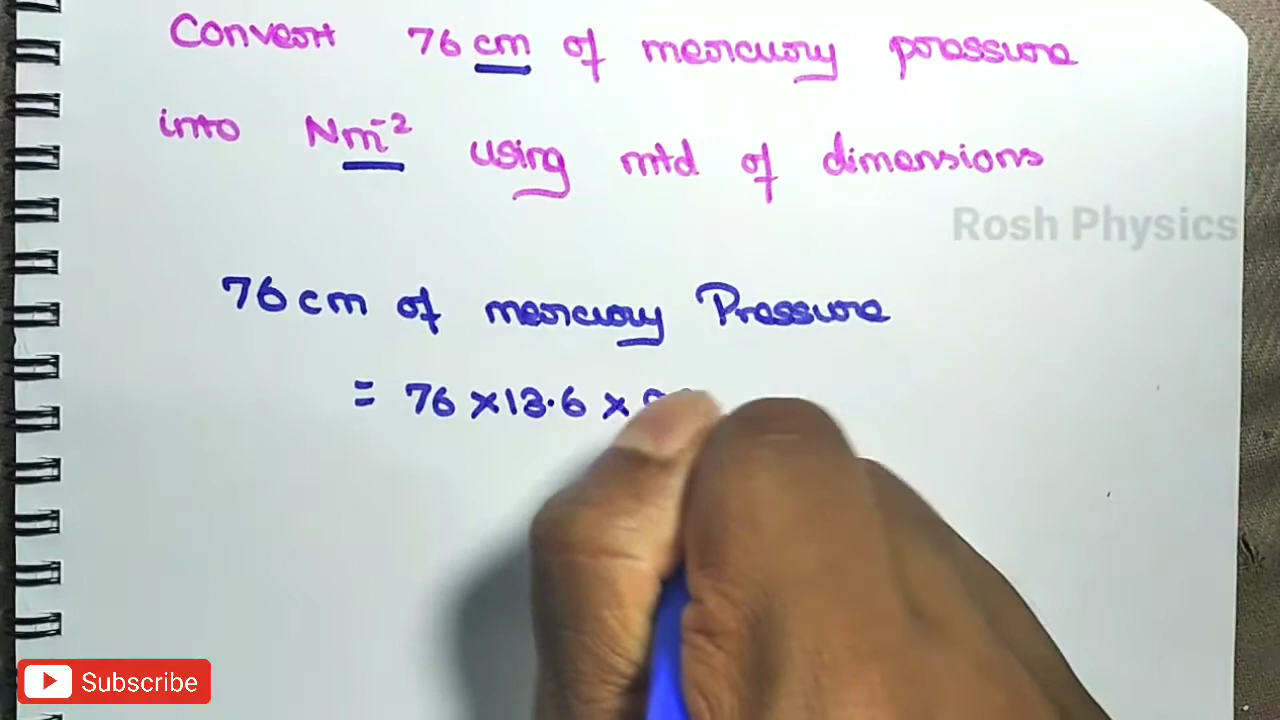 Convert 76 cm of mercury pressure
into Nm⁻² using mtd of dimensions
Rosh Physics
76 cm of mercury Pressure
= 76 × 13.6 ×
Subscribe